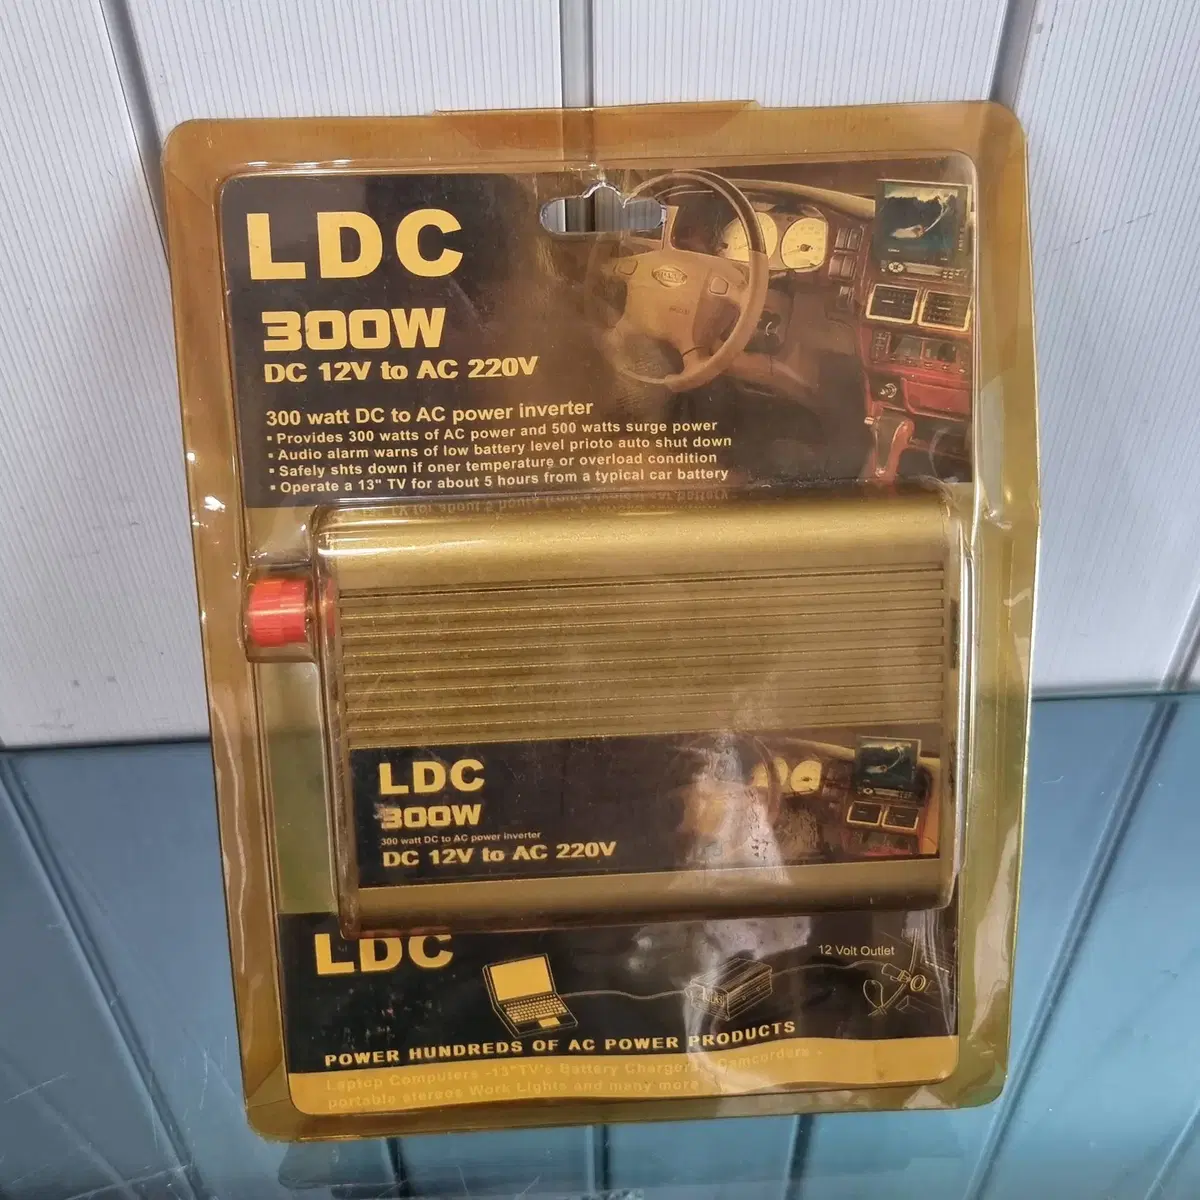 LDC
300W
DC 12V to AC 220V
300 watt DC to AC power inverter
▪ Provides 300 watts of AC power and 500 watts surge power
▪ Audio alarm warns of low battery level prioto auto shut down
▪ Safely shts down if oner temperature or overload condition
▪ Operate a 13" TV for about 5 hours from a typical car battery
LDC
300W
300 watt DC to AC power inverter
DC 12V to AC 220V
LDC
12 Volt Outlet
POWER HUNDREDS OF AC POWER PRODUCTS
Laptop Computers -13"TV's Battery Chargers, Camcorders
portable stereos Work Lights and many more